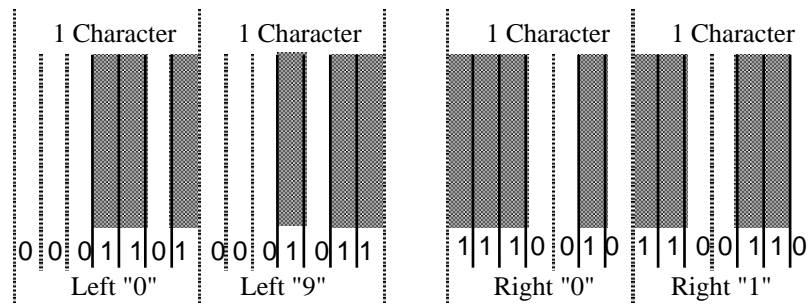 1 Character 1 Character 1 Character 1 Character
0 0 0 1 1 0 1 0 0 0 1 0 1 1 1 1 1 0 0 1 0 1 1 0 0 1 1 0
Left "0" Left "9" Right "0" Right "1"